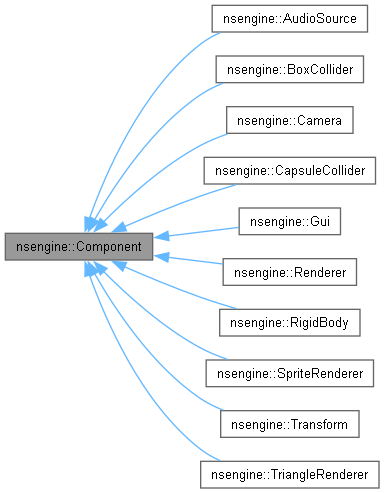 nsengine::AudioSource
nsengine::BoxCollider
nsengine::Camera
nsengine::CapsuleCollider
nsengine::Gui
nsengine::Component
nsengine::Renderer
nsengine::RigidBody
nsengine::SpriteRenderer
nsengine::Transform
nsengine::TriangleRenderer